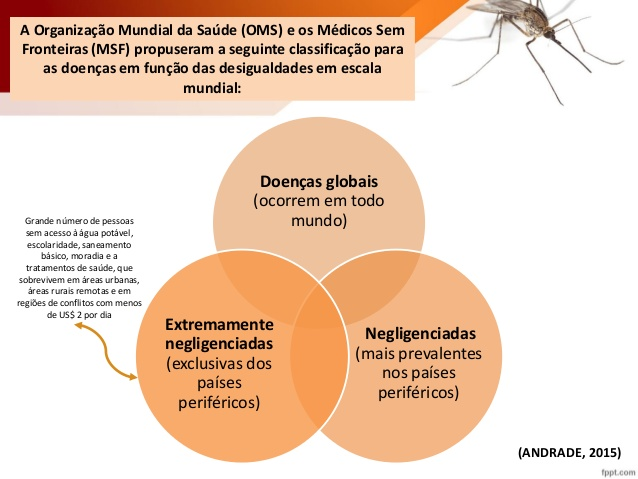 A Organização Mundial da Saúde (OMS) e os Médicos Sem
Fronteiras (MSF) propuseram a seguinte classificação para
as doenças em função das desigualdades em escala
mundial:
Doenças globais
(ocorrem em todo
mundo)
Grande número de pessoas
sem acesso à água potável,
escolaridade, saneamento
básico, moradia e a
tratamentos de saúde, que
sobrevivem em áreas urbanas,
áreas rurais remotas e em
regiões de conflitos com menos
de US$ 2 por dia
Extremamente
negligenciadas
(exclusivas dos
países
periféricos)
Negligenciadas
(mais prevalentes
nos países
periféricos)
(ANDRADE, 2015)
fppt.com